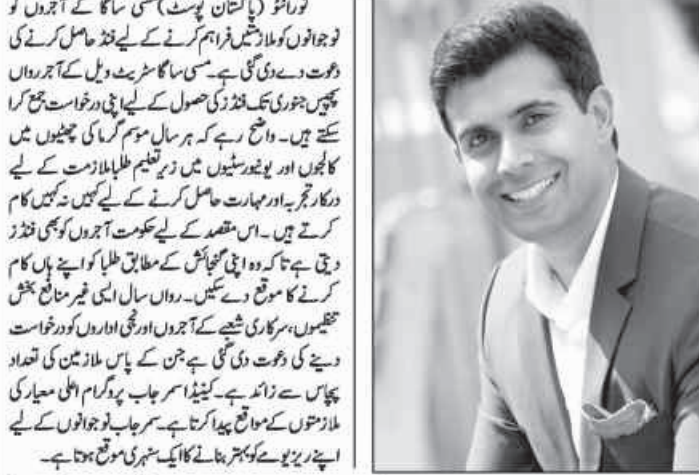 ٹورانٹو (پاکستان پوسٹ) مسی ساگا کے آجروں کو
نوجوانوں کو ملازمتیں فراہم کرنے کے لیے فنڈ حاصل کرنے کی
دعوت دے دی گئی ہے۔ مسی ساگا سٹریٹ ویل کے آجر رواں
پچیس جنوری تک فنڈز کی حصول کے لیے اپنی درخواست جمع کرا
سکتے ہیں۔ واضح رہے کہ ہر سال موسم گرما کی چھٹیوں میں
کالجوں اور یونیورسٹیوں میں زیر تعلیم طلبا ملازمت کے لیے
درکار تجربہ اور مہارت حاصل کرنے کے لیے کہیں نہ کہیں کام
کرتے ہیں ۔ اس مقصد کے لیے حکومت آجروں کو بھی فنڈز
دیتی ہے تا کہ وہ اپنی گنجائش کے مطابق طلبا کو اپنے ہاں کام
کرنے کا موقع دے سکیں۔ رواں سال ایسی غیر منافع بخش
تنظیموں، سرکاری شعبے کے آجروں اور نجی اداروں کو درخواست
دینے کی دعوت دی گئی ہے جن کے پاس ملازمین کی تعداد
پچاس سے زائد ہے۔ کینیڈا سمر جاب پروگرام اعلی معیار کی
ملازمتوں کے مواقع پیدا کرتا ہے۔ سمر جاب نوجوانوں کے لیے
اپنے ریزیومے کو بہتر بنانے کا ایک سنہری موقع ہوتا ہے۔